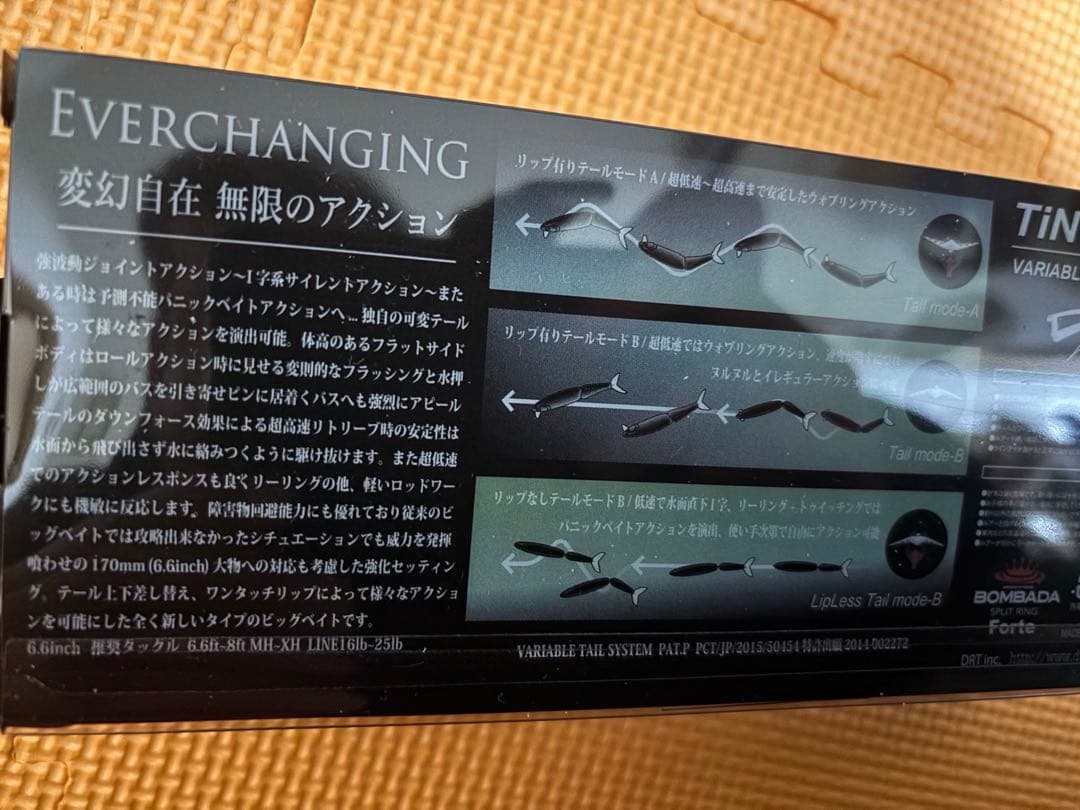 EVERCHANGING
変幻自在 無限のアクション
強波動ジョイントアクション〜I字系サイレントアクション〜また
ある時は予測不能パニックベイトアクションへ...独自の可変テール
によって様々なアクションを演出可能。体高のあるフラットサイド
ボディはロールアクション時に見せる変則的なフラッシングと水押
しが広範囲のバスを引き寄せピンに居着くバスへも強烈にアピール
テールのダウンフォース効果による超高速リトリーブ時の安定性は
水面から飛び出さず水に絡みつくように駆け抜けます。また超低速
でのアクションレスポンスも良くリーリングの他、軽いロッドワー
クにも機敏に反応します。障害物回避能力にも優れており従来のビ
ッグベイトでは攻略出来なかったシチュエーションでも威力を発揮
喰わせの170mm(6.6inch)大物への対応も考慮した強化セッティン
グ。テール上下差し替え、ワンタッチリップによって様々なアクショ
ンを可能にした全く新しいタイプのビッグベイトです。
6.6inch 推奨タックル 6.6ft~8ft MH~XH LINE16lb~25lb
リップ有りテールモードA/超低速〜超高速まで安定したウォブリングアクション
Tail mode-A
リップ有りテールモードB/超低速ではウォブリングアクション、
ヌルヌルとイレギュラーアクシ
Tail mode-B
リップなしテールモードB/低速で水面直下I字、リーリング+トゥイッチングでは
パニックベイトアクションを演出、使い手次第で自由にアクション可能
LipLess Tail mode-B
VARIABLE TAIL SYSTEM PAT.P PCT/JP/2015/50454 特許出願 2014-002272
TiN
VARIABLE
BOMBADA
SPLIT RING
Forte
DRT inc. http://www.d